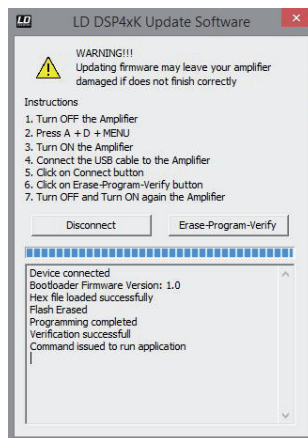 LD LD DSP4xK Update Software x
WARNING!!!
Updating firmware may leave your amplifier
damaged if does not finish correctly
Instructions
1. Turn OFF the Amplifier
2. Press A + D + MENU
3. Turn ON the Amplifier
4. Connect the USB cable to the Amplifier
5. Click on Connect button
6. Click on Erase-Program-Verify button
7. Turn OFF and Turn ON again the Amplifier
Disconnect Erase-Program-Verify
Device connected
Bootloader Firmware Version: 1.0
Hex file loaded successfully
Flash Erased
Programming completed
Verification successfull
Command issued to run application